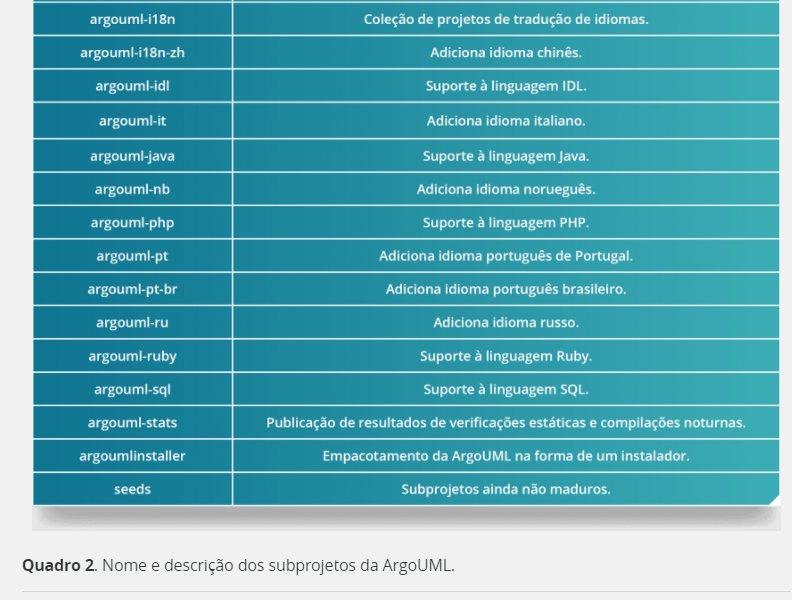 argouml-i18n Coleção de projetos de tradução de idiomas.
argouml-i18n-zh Adiciona idioma chinês.
argouml-idl Suporte à linguagem IDL.
argouml-it Adiciona idioma italiano.
argouml-java Suporte à linguagem Java.
argouml-nb Adiciona idioma norueguês.
argouml-php Suporte à linguagem PHP.
argouml-pt Adiciona idioma português de Portugal.
argouml-pt-br Adiciona idioma português brasileiro.
argouml-ru Adiciona idioma russo.
argouml-ruby Suporte à linguagem Ruby.
argouml-sql Suporte à linguagem SQL.
argouml-stats Publicação de resultados de verificações estáticas e compilações noturnas.
argoumlinstaller Empacotamento da ArgoUML na forma de um instalador.
seeds Subprojetos ainda não maduros.
Quadro 2. Nome e descrição dos subprojetos da ArgoUML.